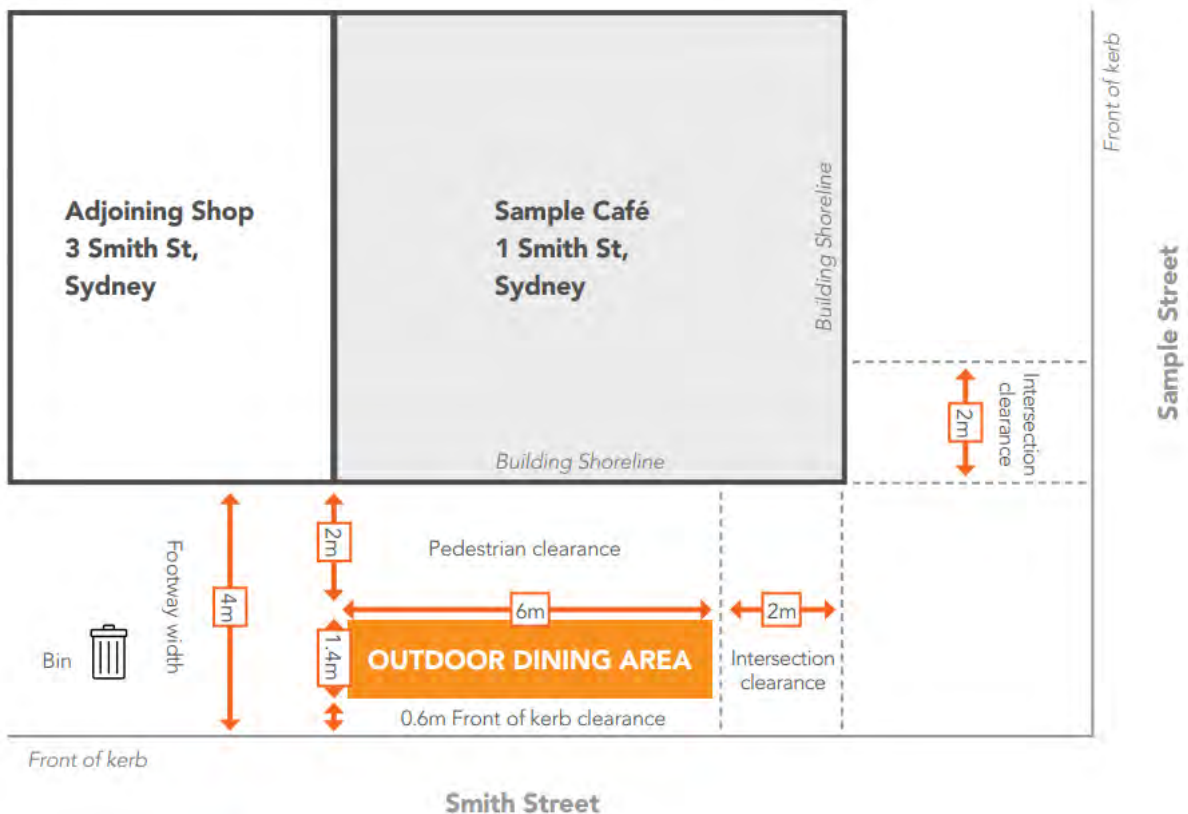 Front of kerb
Adjoining Shop
3 Smith St,
Sydney
Sample Café
1 Smith St,
Sydney
Building Shoreline
Sample Street
Intersection
clearance
2m
Building Shoreline
Footway width
4m
2m
Pedestrian clearance
6m
2m
Bin
1.4m
OUTDOOR DINING AREA
Intersection
clearance
0.6m Front of kerb clearance
Front of kerb
Smith Street